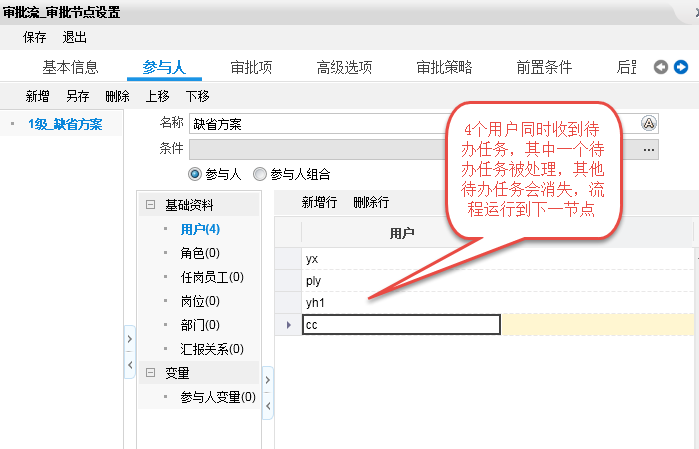 审批流_审批节点设置
保存 退出
基本信息 参与人 审批项 高级选项 审批策略 前置条件 后置
新增 另存 删除 上移 下移
1级_缺省方案
名称 缺省方案
条件
参与人 参与人组合
基础资料
用户(4)
角色(0)
任岗员工(0)
岗位(0)
部门(0)
汇报关系(0)
变量
参与人变量(0)
新增行 删除行
用户
yx
ply
yh1
cc
4个用户同时收到待
办任务，其中一个待
办任务被处理，其他
待办任务会消失，流
程运行到下一节点